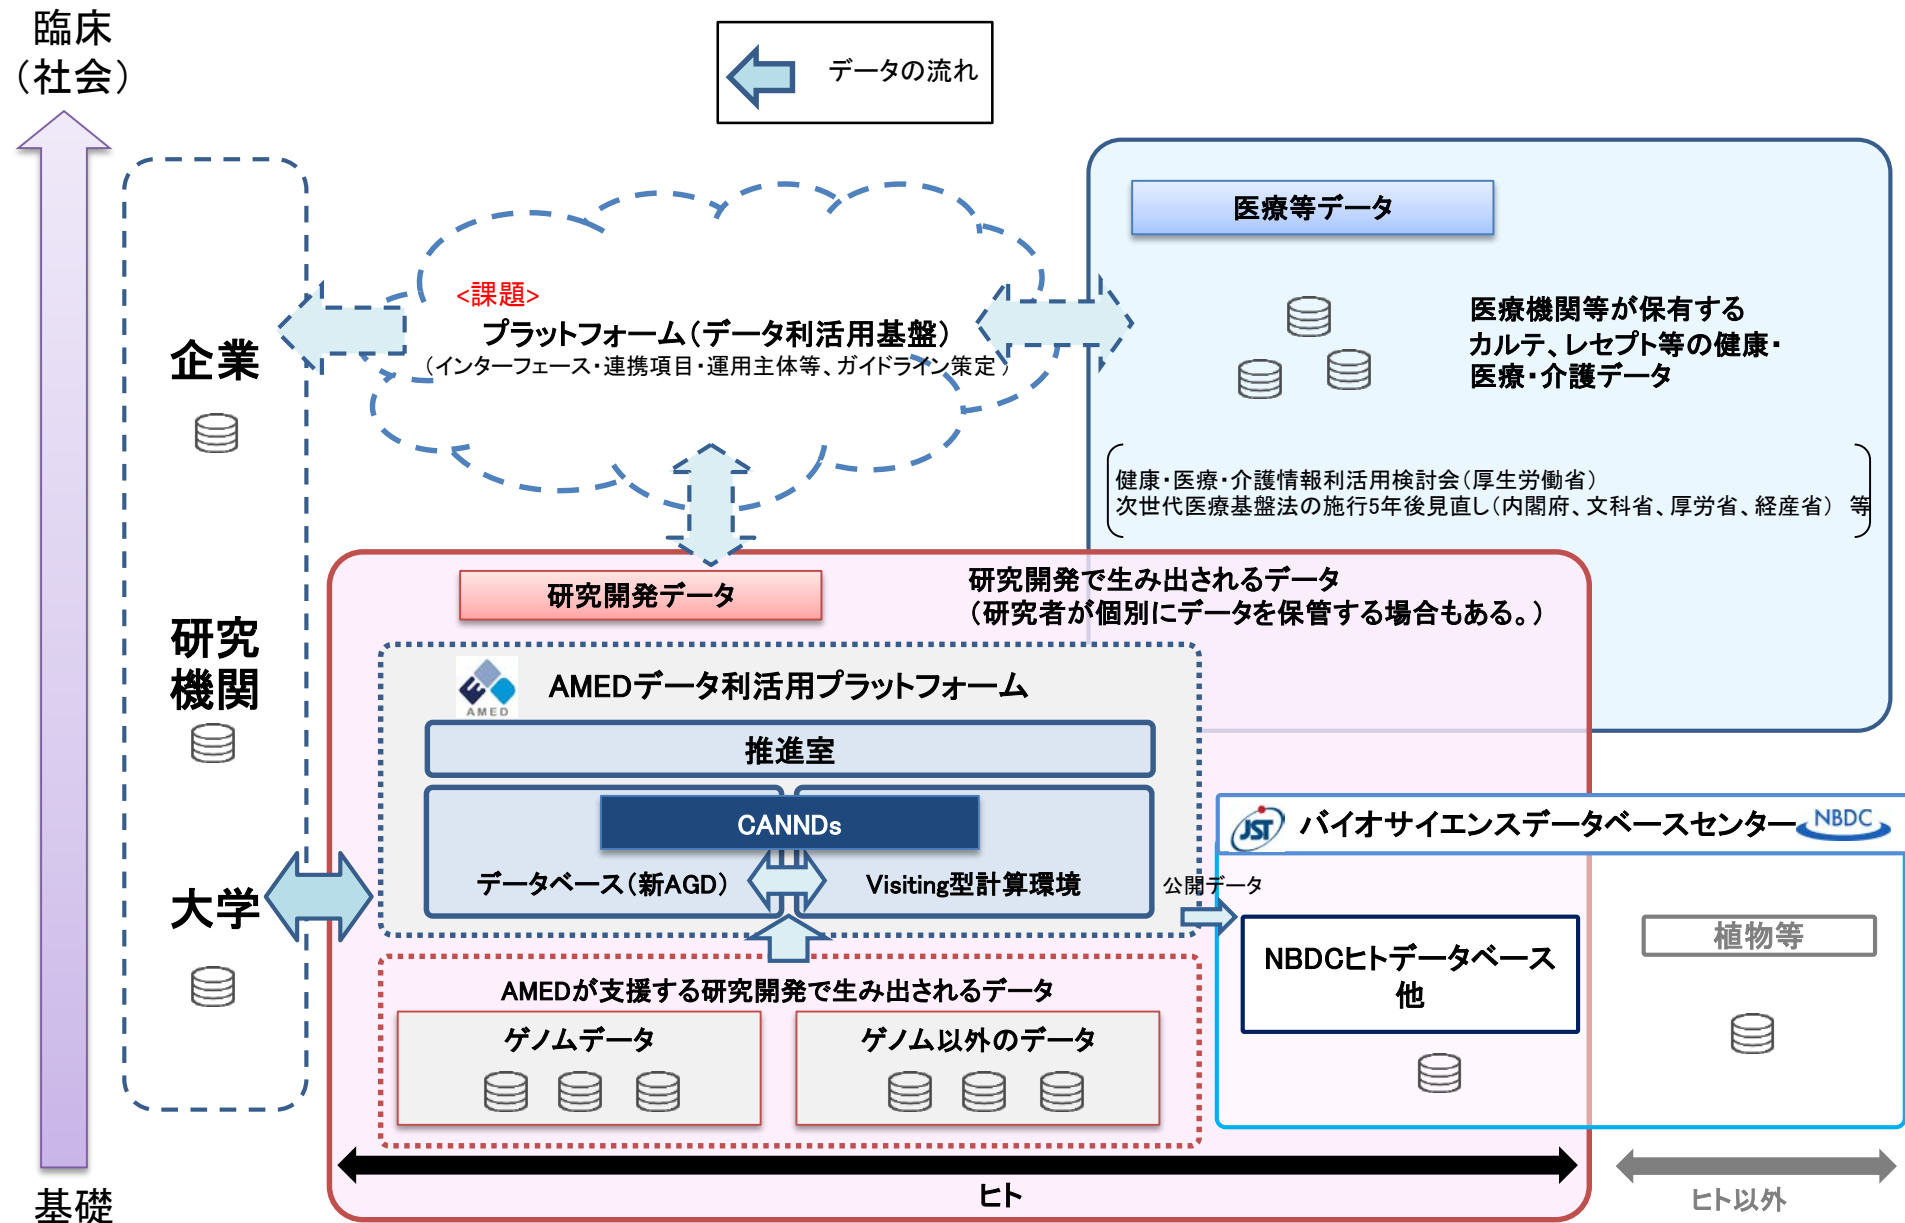 臨床
（社会）
データの流れ
医療等データ
<課題>
プラットフォーム（データ利活用基盤）
（インターフェース・連携項目・運用主体等、ガイドライン策定）
医療機関等が保有する
カルテ、レセプト等の健康・
医療・介護データ
健康・医療・介護情報利活用検討会（厚生労働省）
次世代医療基盤法の施行5年後見直し（内閣府、文科省、厚労省、経産省） 等
企業
研究
機関
大学
研究開発データ
研究開発で生み出されるデータ
（研究者が個別にデータを保管する場合もある。）
AMED
AMEDデータ利活用プラットフォーム
推進室
CANNDs
データベース（新AGD）
Visiting型計算環境
公開データ
JST
バイオサイエンスデータベースセンター
NBDC
NBDCヒトデータベース
他
植物等
AMEDが支援する研究開発で生み出されるデータ
ゲノムデータ
ゲノム以外のデータ
ヒト
ヒト以外
基礎